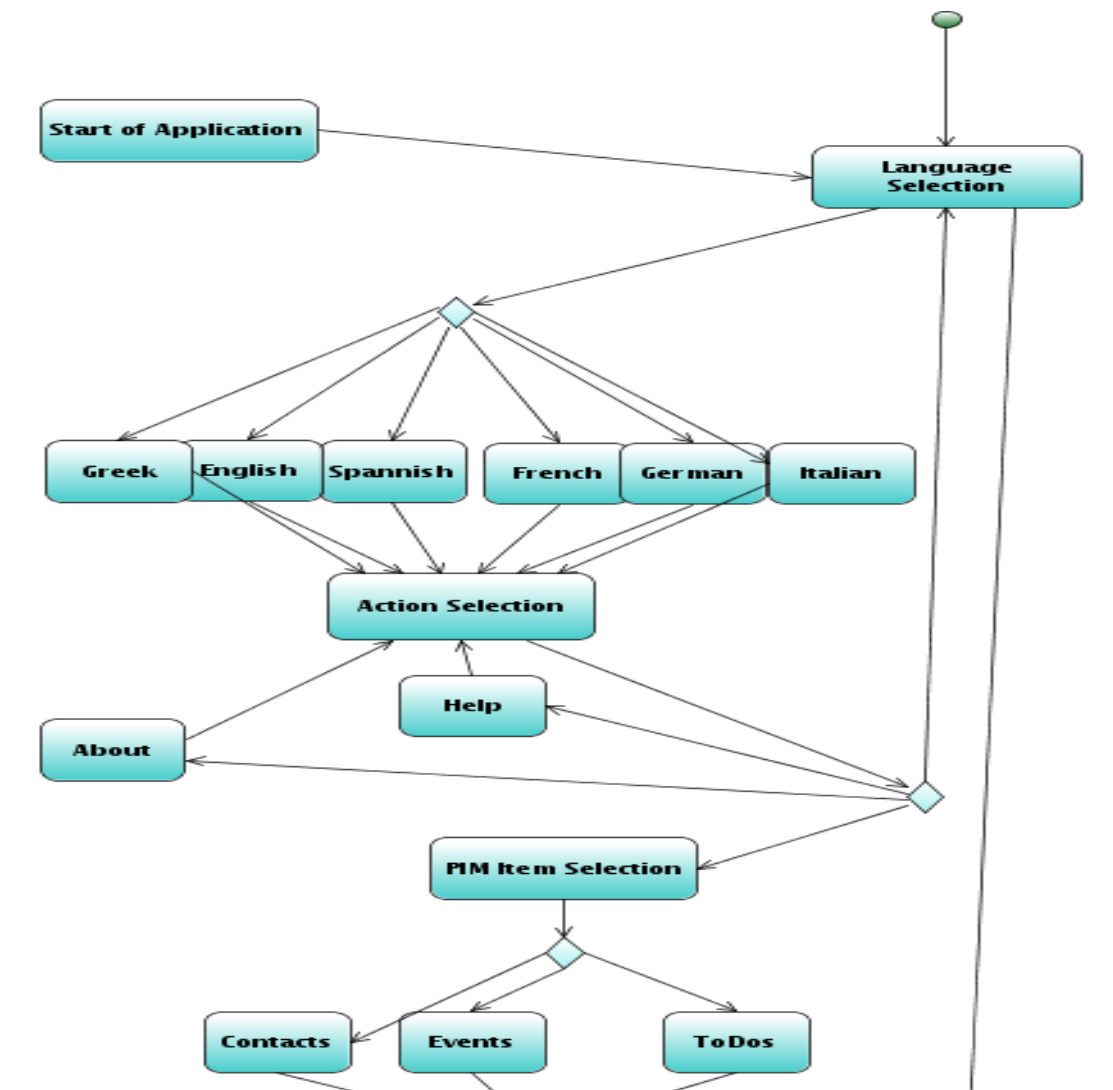 Start of Application
Language
Selection
Greek
English
Spannish
French
German
Italian
Action Selection
Help
About
PIM Item Selection
Contacts
Events
ToDos